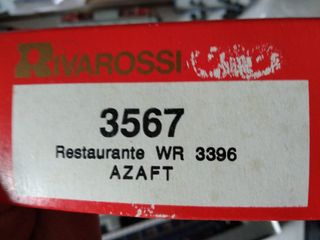 RIVAROSSI
3567
Restaurante WR 3396
AZAFT